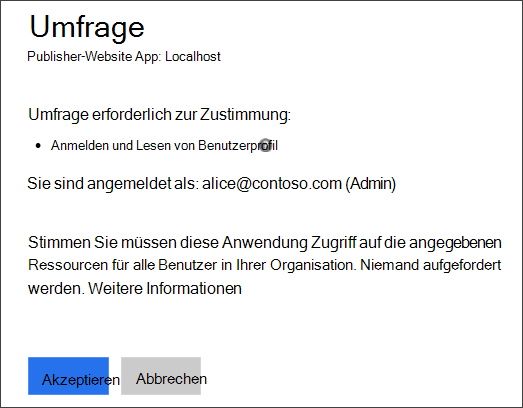 Umfrage
Publisher-Website App: Localhost
Umfrage erforderlich zur Zustimmung:
• Anmelden und Lesen von Benutzerprofil
Sie sind angemeldet als: alice@contoso.com (Admin)
Stimmen Sie müssen diese Anwendung Zugriff auf die angegebenen
Ressourcen für alle Benutzer in Ihrer Organisation. Niemand aufgefordert
werden. Weitere Informationen
Akzeptieren Abbrechen